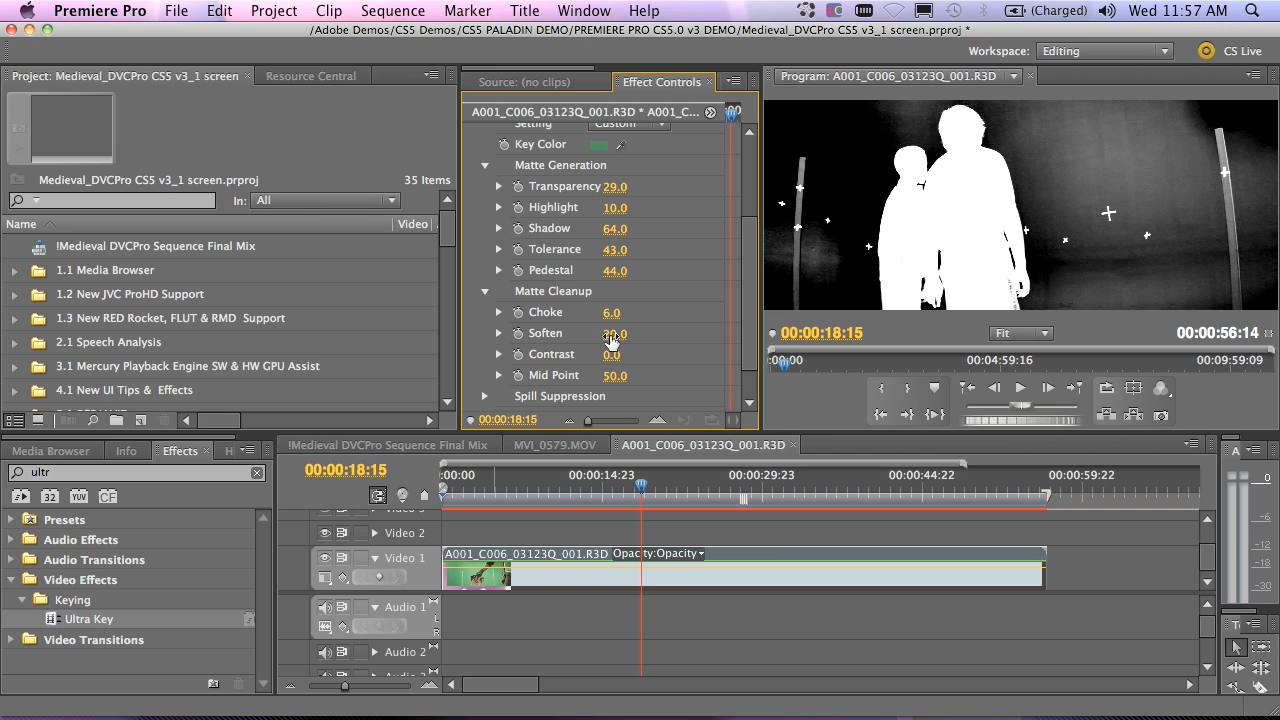 Premiere Pro File Edit Project Clip Sequence Marker Title Window Help (Charged) Wed 11:57 AM
/Adobe Demos/CS5 Demos/CS5 PALADIN DEMO/PREMIERE PRO CS5.0 v3 DEMO/Medieval_DVCPro CS5 v3_1 screen.prproj *
Workspace: Editing CS Live
Project: Medieval_DVCPro CS5 v3_1 screen.prproj Resource Central
Medieval_DVCPro CS5 v3_1 screen.prproj 35 Items
In: All
Name Video
!Medieval DVCPro Sequence Final Mix
1.1 Media Browser
1.2 New JVC ProHD Support
1.3 New RED Rocket, FLUT & RMD Support
2.1 Speech Analysis
3.1 Mercury Playback Engine SW & HW GPU Assist
4.1 New UI Tips & Effects
Source: (no clips) Effect Controls
A001_C006_03123Q_001.R3D * A001_C... :00
Setting Custom
Key Color
Matte Generation
Transparency 29.0
Highlight 10.0
Shadow 64.0
Tolerance 43.0
Pedestal 44.0
Matte Cleanup
Choke 6.0
Soften
Contrast 0.0
Mid Point 50.0
Spill Suppression
00:00:18:15
Program: A001_C006_03123Q_001.R3D
00:00:18:15 Fit 00:00:56:14
:00:00 00:04:59:16 00:09:59:09
Media Browser Info Effects H
ultr
32 YUV CF
Presets
Audio Effects
Audio Transitions
Video Effects
Keying
Ultra Key
Video Transitions
!Medieval DVCPro Sequence Final Mix MVI_0579.MOV A001_C006_03123Q_001.R3D
00:00:18:15 :00:00 00:00:14:23 00:00:29:23 00:00:44:22 00:00:59:22
Video 3
Video 2
Video 1 A001_C006_03123Q_001.R3D Opacity:Opacity
Audio 1 L R
Audio 2
A
0
-6
-12
-18
-30